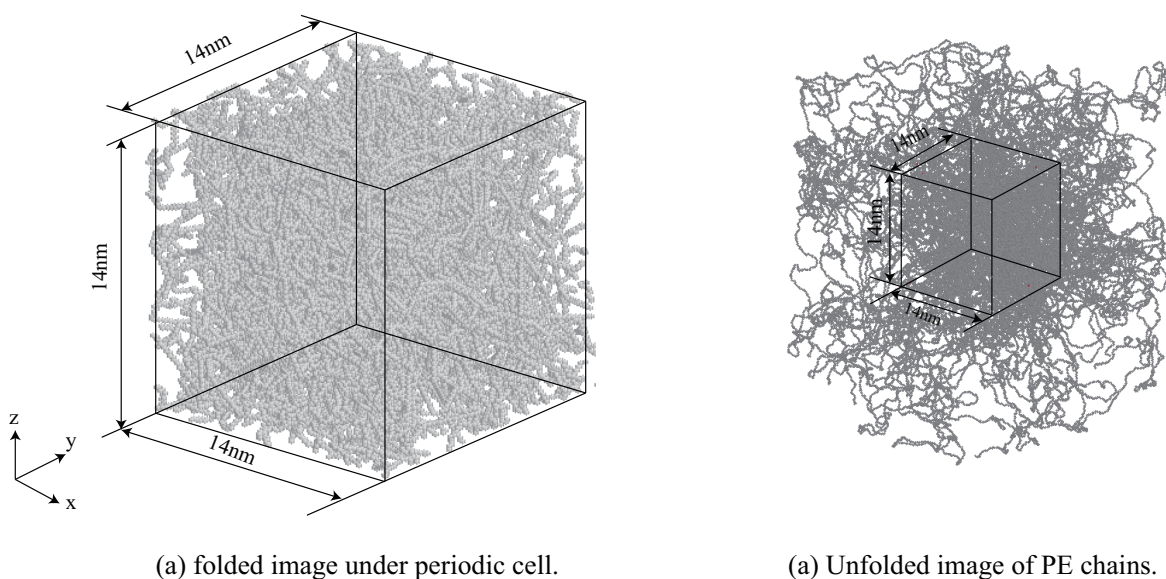 14nm
14nm
14nm
z
y
x
(a) folded image under periodic cell.
14nm
14nm
14nm
(a) Unfolded image of PE chains.